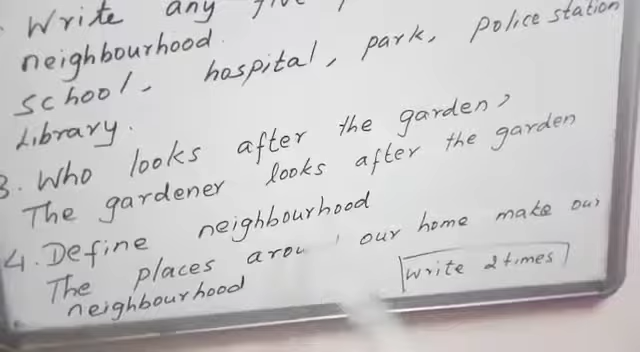 Write any five
neighbourhood.
school, hospital, park, police station
Library.
3. Who looks after the garden?
The gardener looks after the garden
4. Define neighbourhood
The places our home make our
neighbourhood
Write 2 times